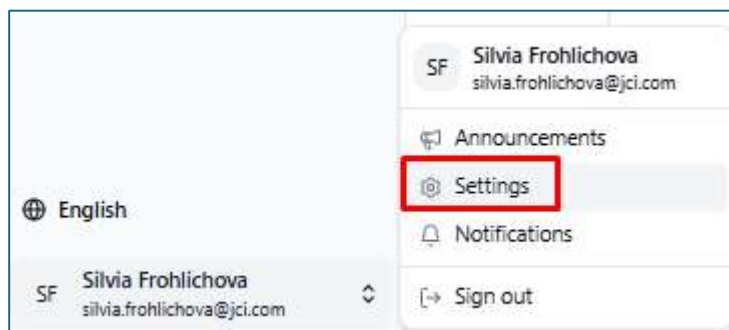 SF
Silvia Frohlichova
silvia.frohlichova@jci.com
Announcements
Settings
Notifications
Sign out
English
SF
Silvia Frohlichova
silvia.frohlichova@jci.com